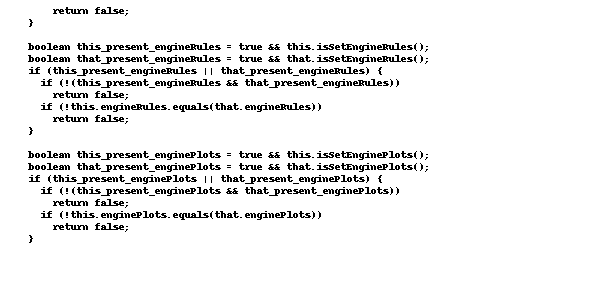 return false;
}
boolean this_present_engineRules = true && this.isSetEngineRules();
boolean that_present_engineRules = true && that.isSetEngineRules();
if (this_present_engineRules || that_present_engineRules) {
if (!(this_present_engineRules && that_present_engineRules))
return false;
if (!this.engineRules.equals(that.engineRules))
return false;
}
boolean this_present_enginePlots = true && this.isSetEnginePlots();
boolean that_present_enginePlots = true && that.isSetEnginePlots();
if (this_present_enginePlots || that_present_enginePlots) {
if (!(this_present_enginePlots && that_present_enginePlots))
return false;
if (!this.enginePlots.equals(that.enginePlots))
return false;
}